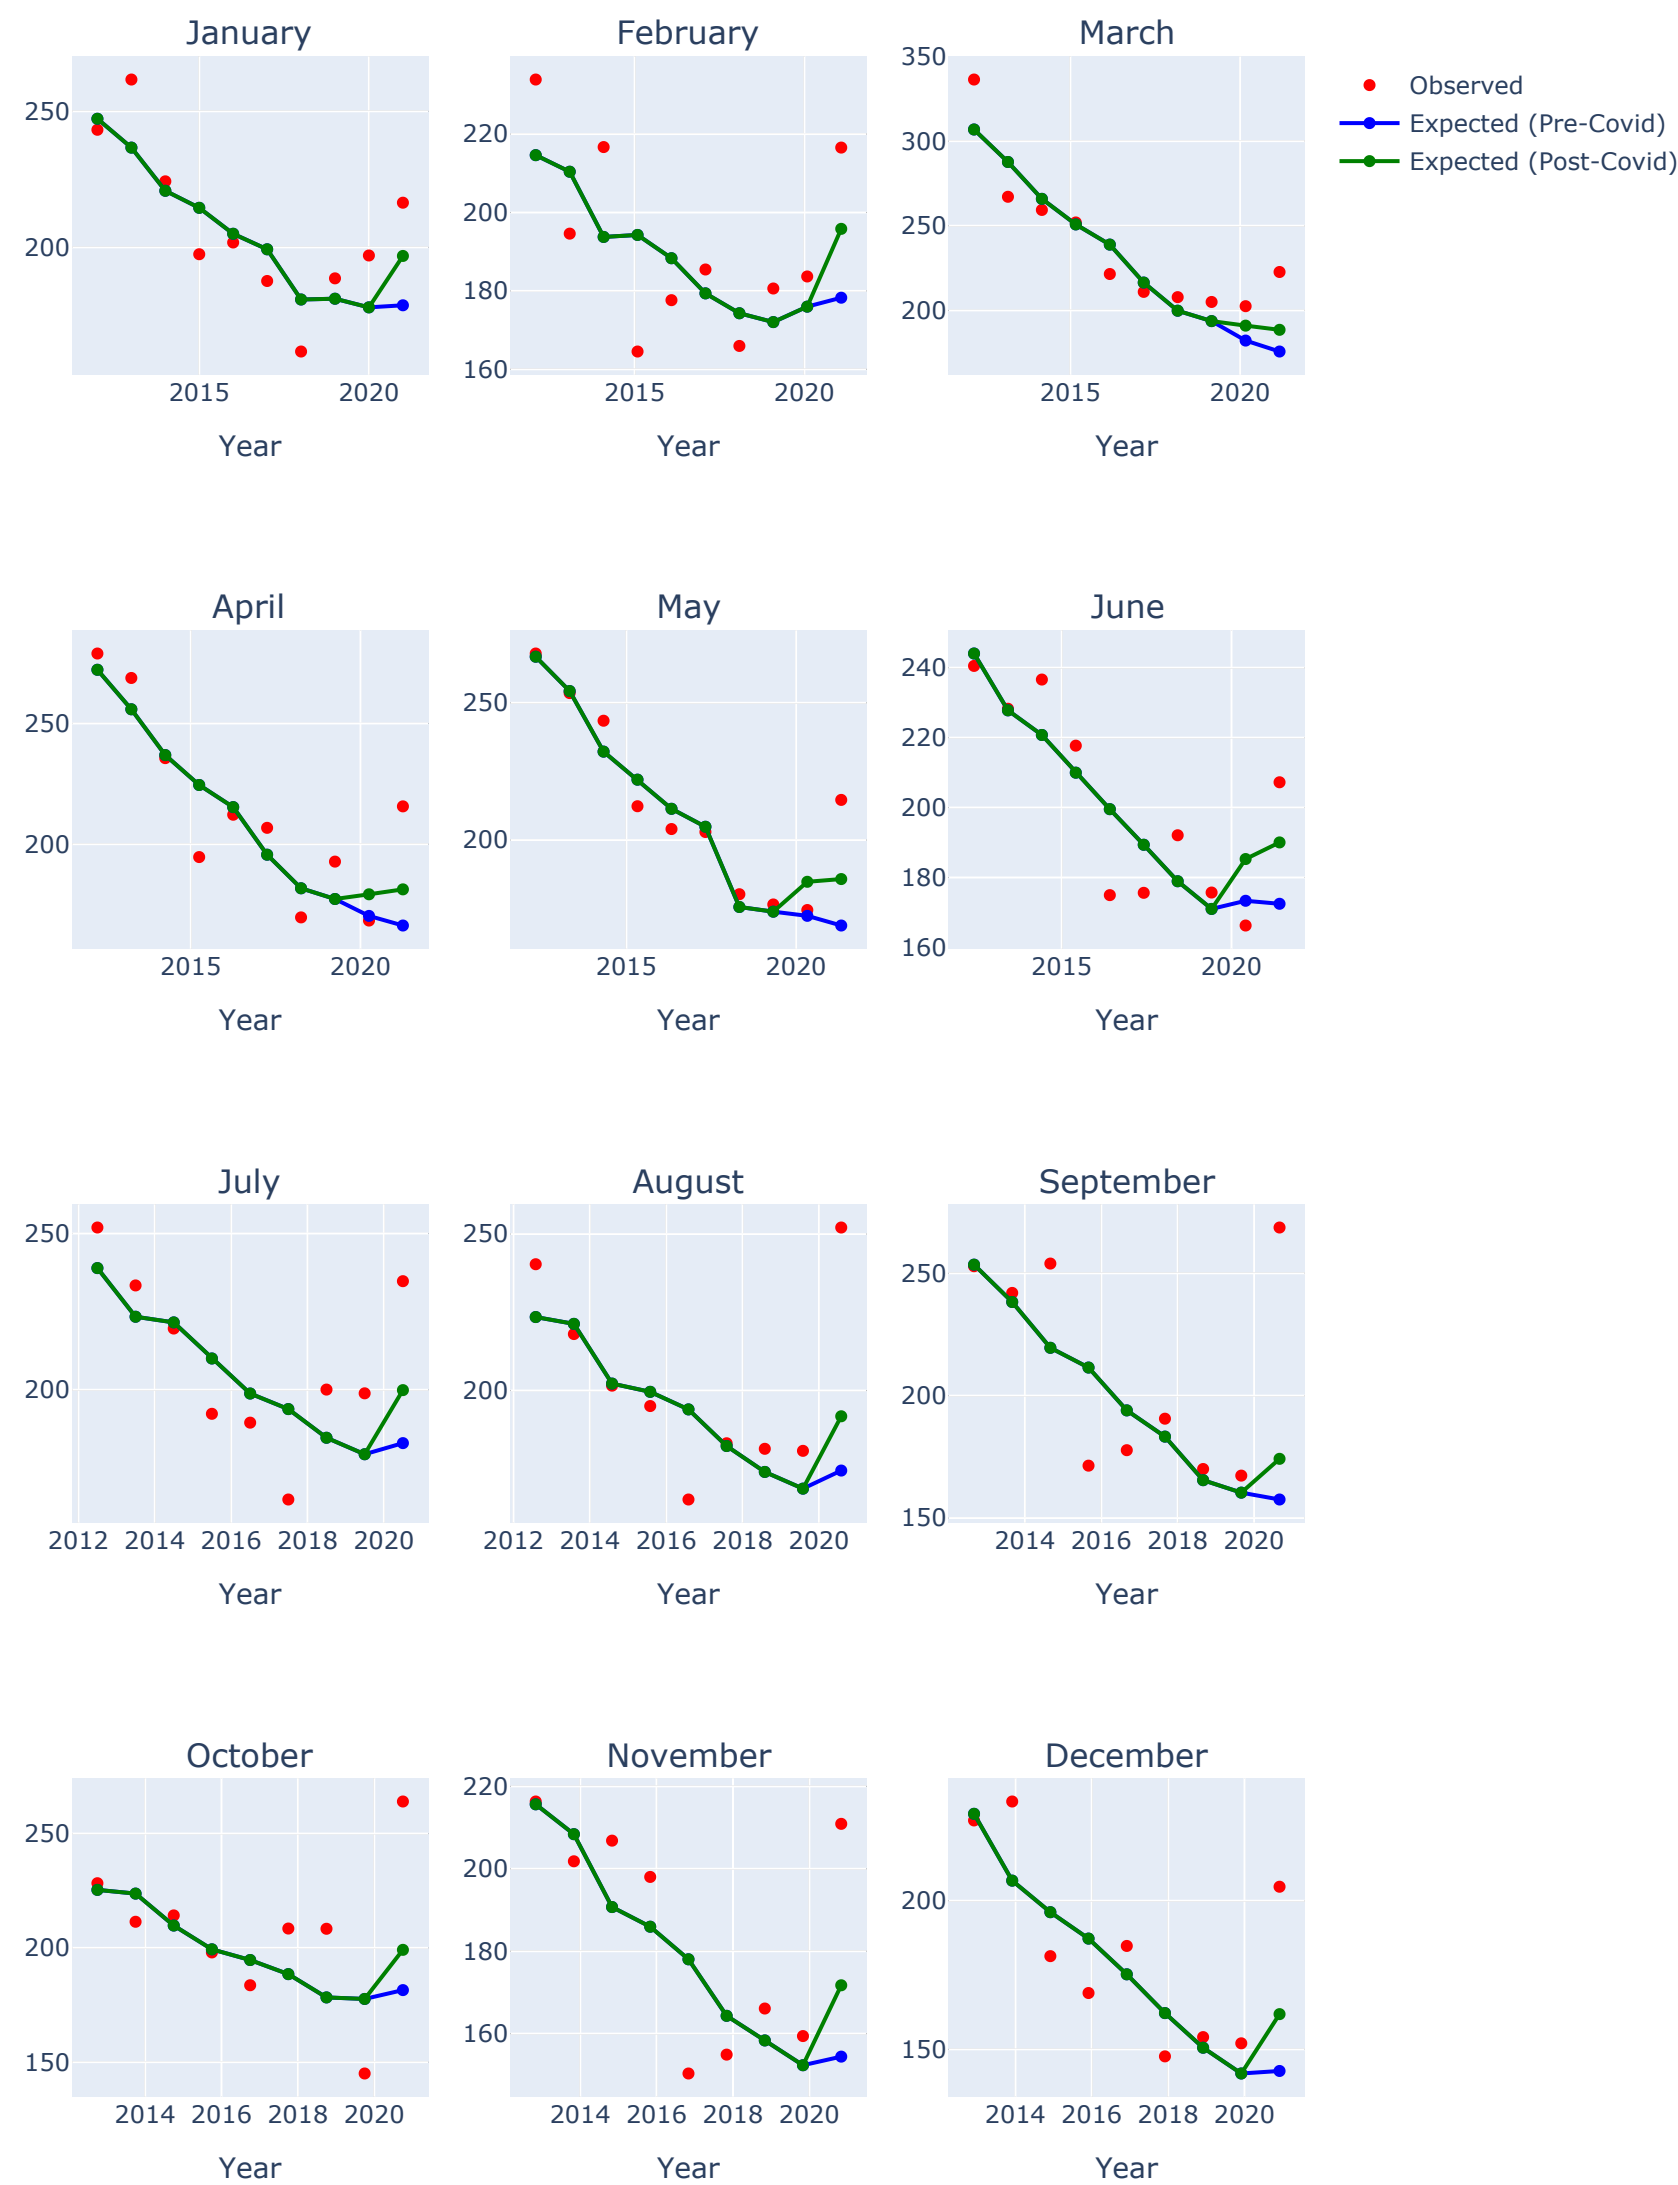 January
February
March
250
200
2015
2020
Year
220
200
180
160
2015
2020
Year
350
300
250
200
2015
2020
Year
Observed
Expected (Pre-Covid)
Expected (Post-Covid)
April
May
June
250
200
2015
2020
Year
250
200
2015
2020
Year
240
220
200
180
160
2015
2020
Year
July
August
September
250
200
2012
2014
2016
2018
2020
Year
250
200
2012
2014
2016
2018
2020
Year
250
200
150
2014
2016
2018
2020
Year
October
November
December
250
200
150
2014
2016
2018
2020
Year
220
200
180
160
2014
2016
2018
2020
Year
200
150
2014
2016
2018
2020
Year